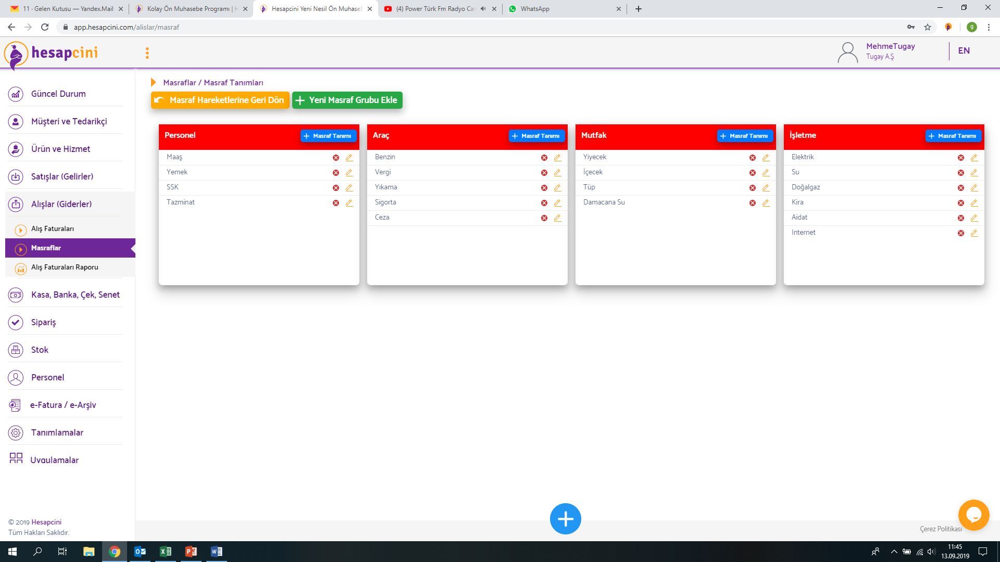 11 · Gelen Kutusu — Yandex.Mail
Kolay Ön Muhasebe Programı | H
Hesapcini Yeni Nesil Ön Muhaseb
(4) Power Türk Fm Radyo Can
WhatsApp
app.hesapcini.com/alislar/masraf
g
hesapcini
MehmeTugay
Tugay A.Ş
EN
Güncel Durum
Müşteri ve Tedarikçi
Ürün ve Hizmet
Satışlar (Gelirler)
Alışlar (Giderler)
Alış Faturaları
Masraflar
Alış Faturaları Raporu
Kasa, Banka, Çek, Senet
Sipariş
Stok
Personel
e-Fatura / e-Arşiv
Tanımlamalar
Uygulamalar
© 2019 Hesapcini
Tüm Hakları Saklıdır.
Masraflar / Masraf Tanımları
Masraf Hareketlerine Geri Dön
Yeni Masraf Grubu Ekle
Personel
Masraf Tanımı
Maaş
Yemek
SSK
Tazminat
Araç
Masraf Tanımı
Benzin
Vergi
Yıkama
Sigorta
Ceza
Mutfak
Masraf Tanımı
Yiyecek
İçecek
Tüp
Damacana Su
İşletme
Masraf Tanımı
Elektrik
Su
Doğalgaz
Kira
Aidat
Internet
Çerez Politikası
11:45
13.09.2019